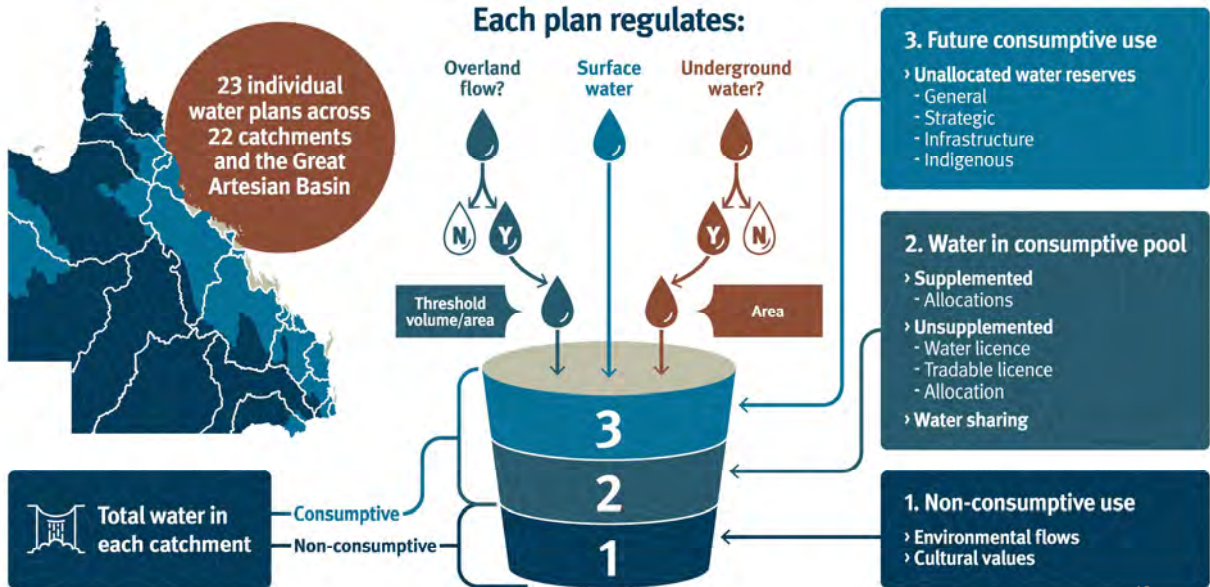 Each plan regulates:
23 individual
water plans across
22 catchments
and the Great
Artesian Basin
Overland
flow?
Surface
water
Underground
water?
N
Y
Y
N
Threshold
volume/area
Area
3
2
1
Total water in
each catchment
Consumptive
Non-consumptive
3. Future consumptive use
› Unallocated water reserves
- General
- Strategic
- Infrastructure
- Indigenous
2. Water in consumptive pool
› Supplemented
- Allocations
› Unsupplemented
- Water licence
- Tradable licence
- Allocation
› Water sharing
1. Non-consumptive use
› Environmental flows
› Cultural values